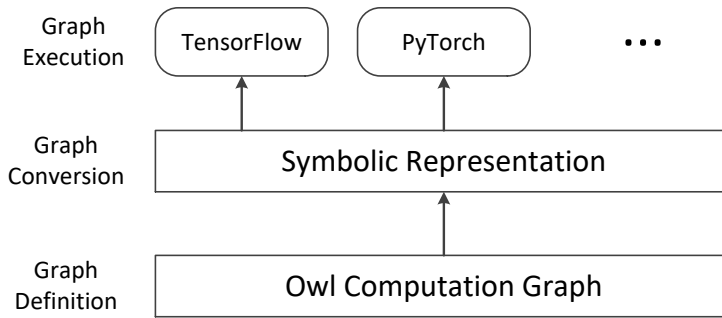 Graph
Execution
TensorFlow
PyTorch
...
Graph
Conversion
Symbolic Representation
Graph
Definition
Owl Computation Graph